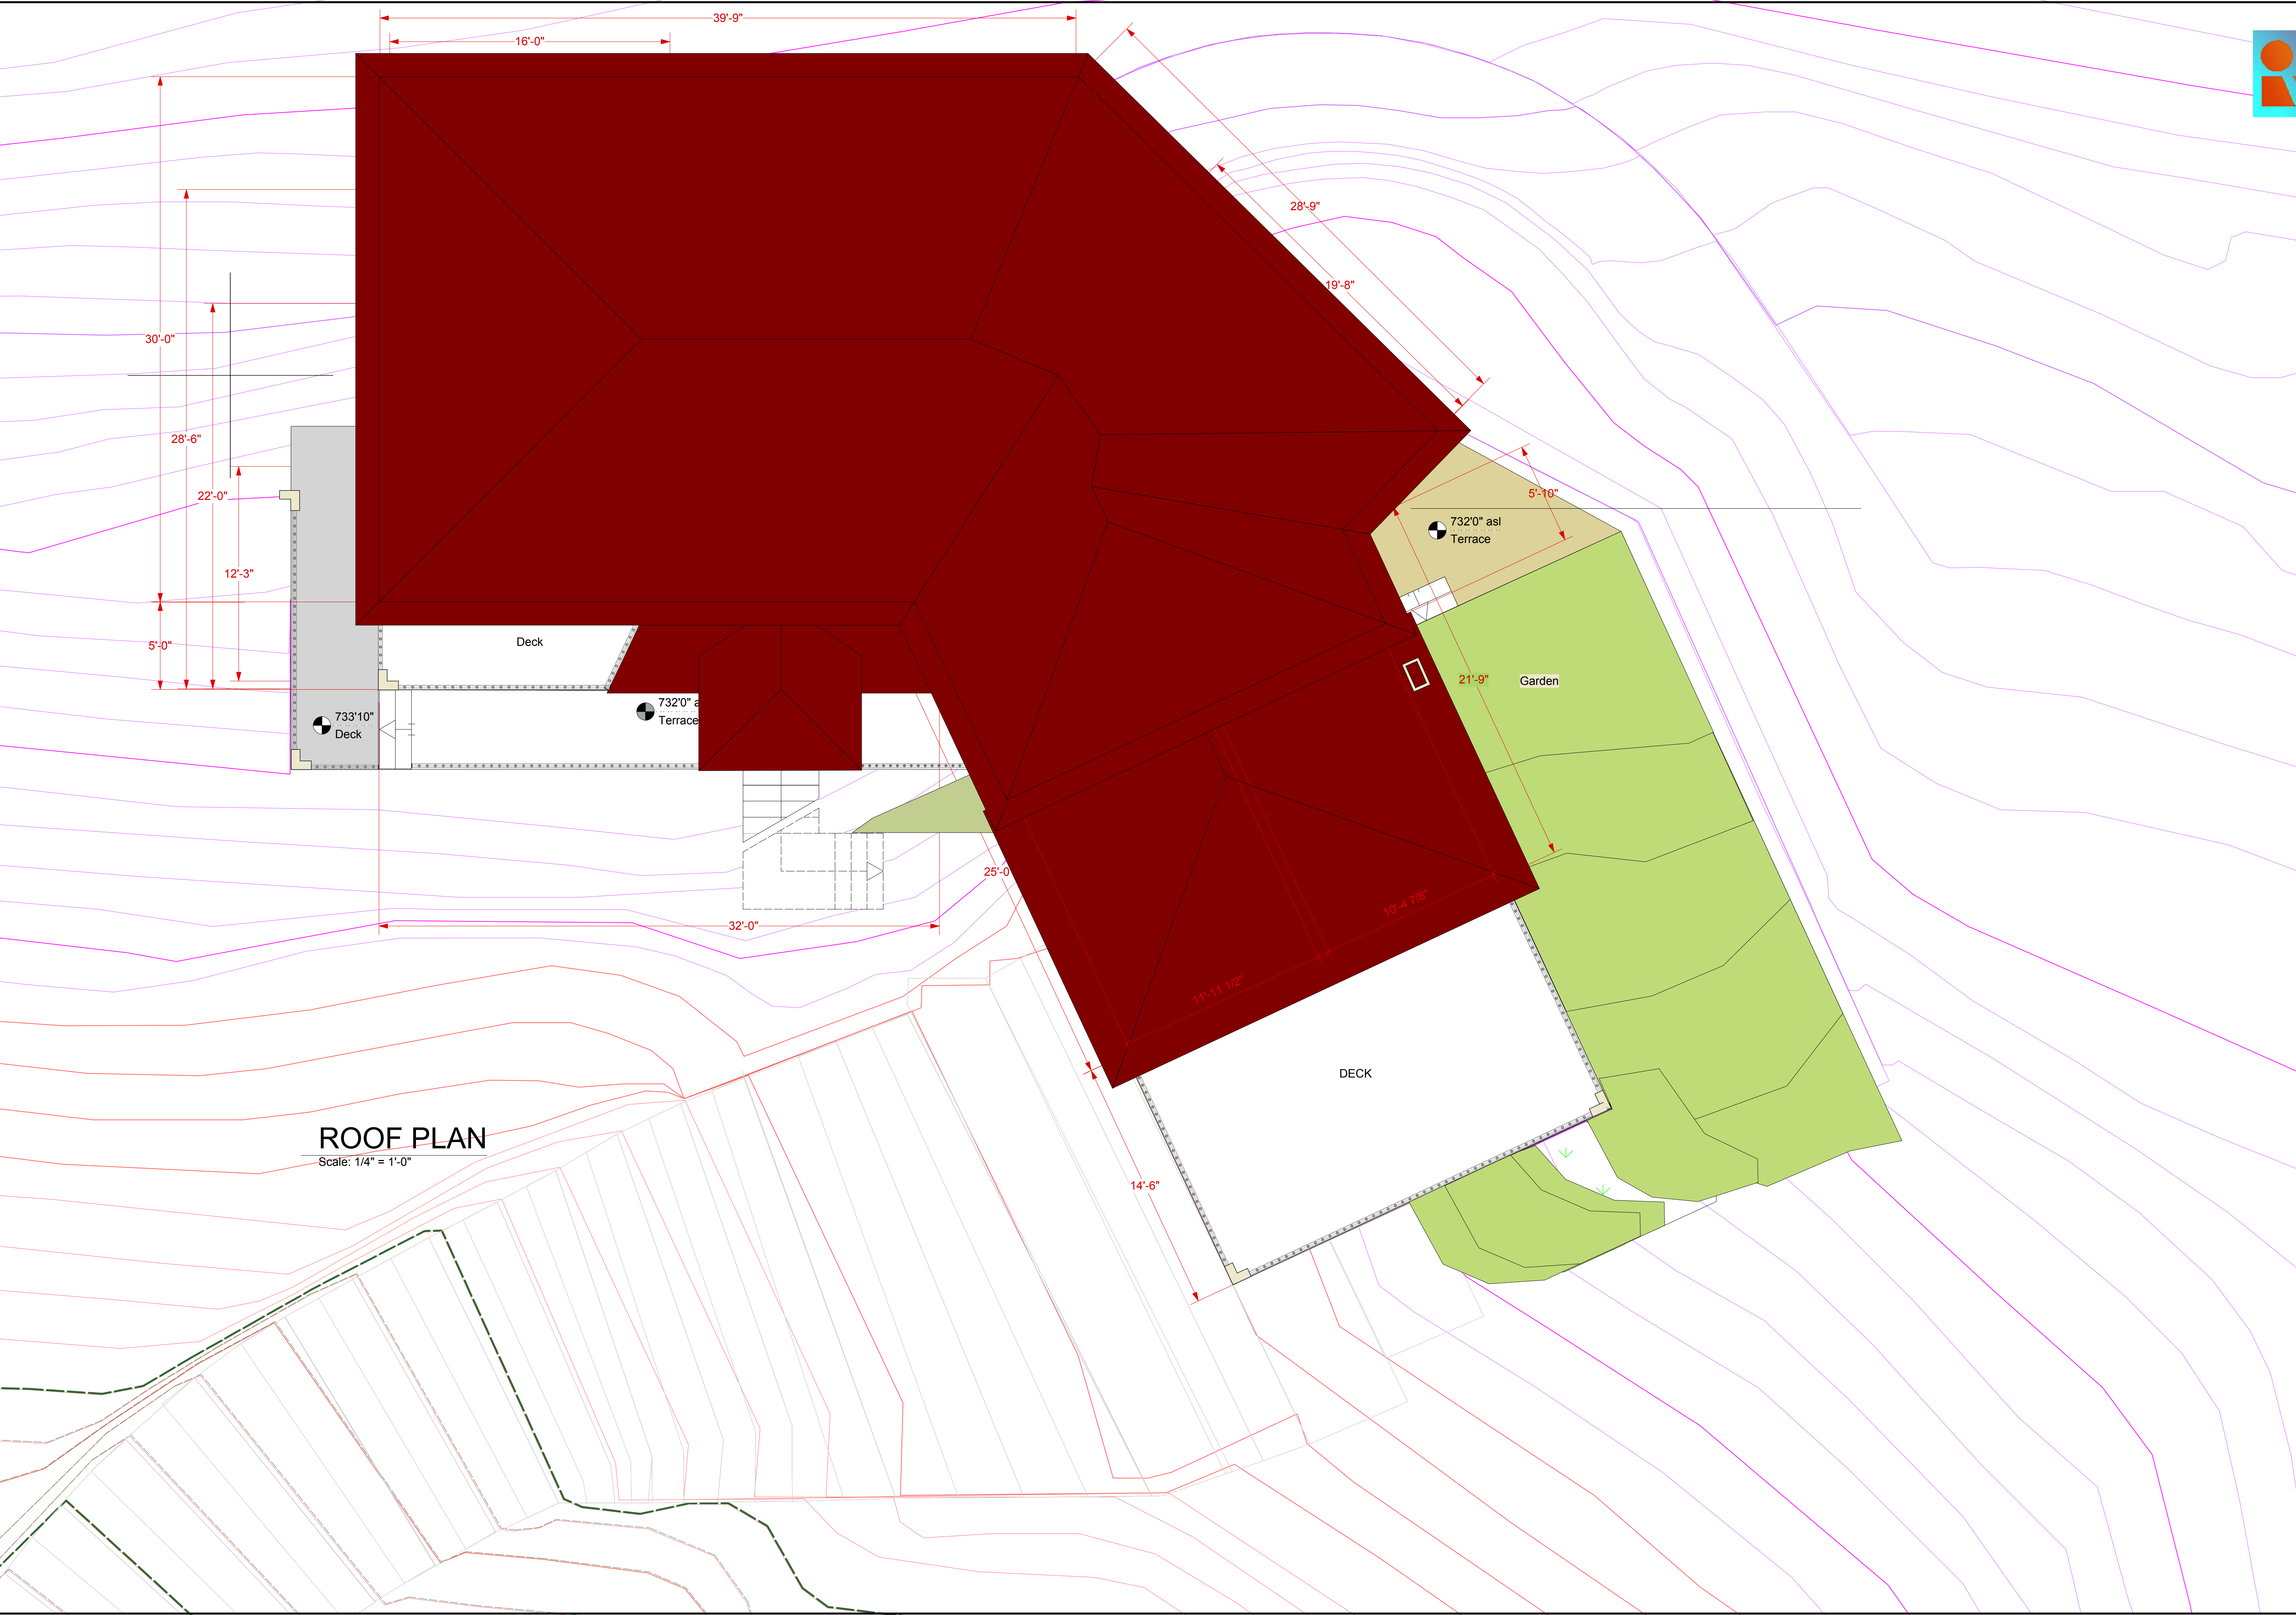 39'-9"
16'-0"
28'-9"
19'-8"
30'-0"
28'-6"
22'-0"
12'-3"
5'-0"
5'-10"
732'0" asl
Terrace
Deck
21'-9"
Garden
732'0" a
Terrace
733'10"
Deck
25'-0
10'-4 7/8"
32'-0"
11'-11 1/2"
DECK
ROOF PLAN
Scale: 1/4" = 1'-0"
14'-6"